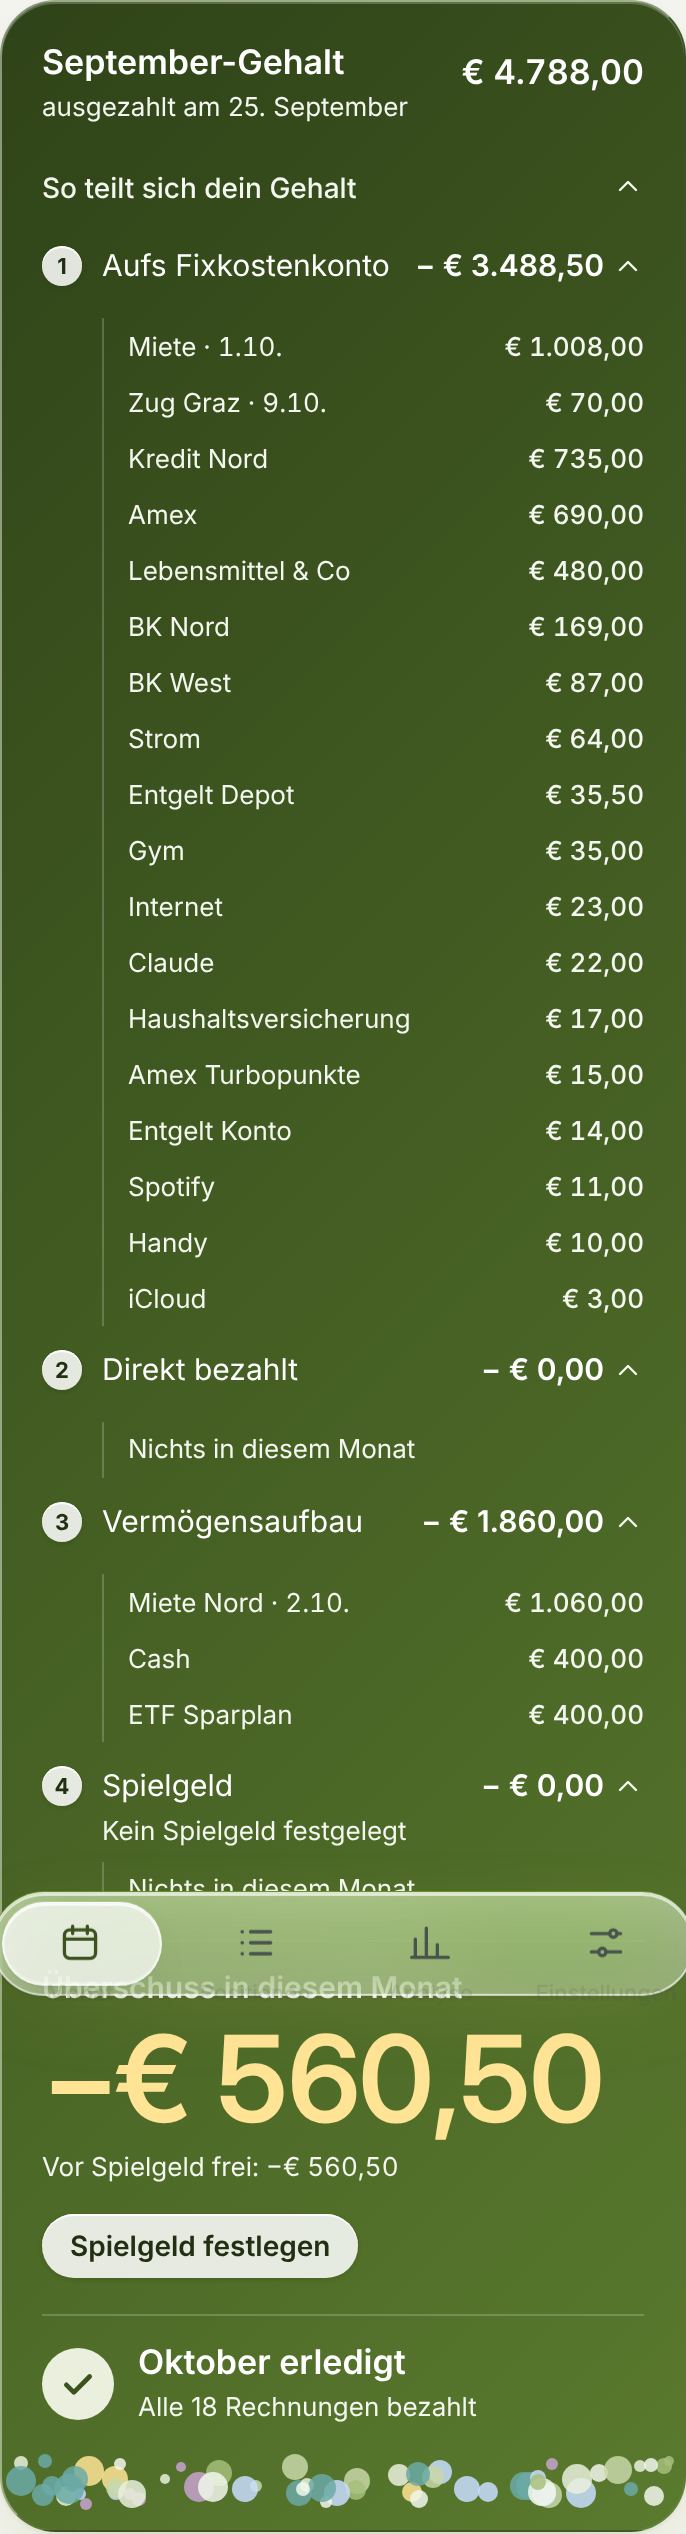 September-Gehalt € 4.788,00
ausgezahlt am 25. September
So teilt sich dein Gehalt
1 Aufs Fixkostenkonto – € 3.488,50
Miete · 1.10. € 1.008,00
Zug Graz · 9.10. € 70,00
Kredit Nord € 735,00
Amex € 690,00
Lebensmittel & Co € 480,00
BK Nord € 169,00
BK West € 87,00
Strom € 64,00
Entgelt Depot € 35,50
Gym € 35,00
Internet € 23,00
Claude € 22,00
Haushaltsversicherung € 17,00
Amex Turbopunkte € 15,00
Entgelt Konto € 14,00
Spotify € 11,00
Handy € 10,00
iCloud € 3,00
2 Direkt bezahlt – € 0,00
Nichts in diesem Monat
3 Vermögensaufbau – € 1.860,00
Miete Nord · 2.10. € 1.060,00
Cash € 400,00
ETF Sparplan € 400,00
4 Spielgeld – € 0,00
Kein Spielgeld festgelegt
Nichts in diesem Monat
Überschuss in diesem Monat
Einstellungen
–€ 560,50
Vor Spielgeld frei: –€ 560,50
Spielgeld festlegen
Oktober erledigt
Alle 18 Rechnungen bezahlt